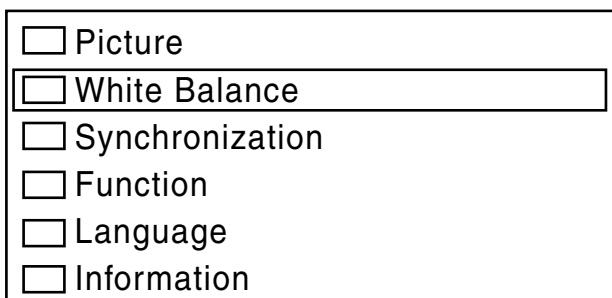 Picture
White Balance
Synchronization
Function
Language
Information